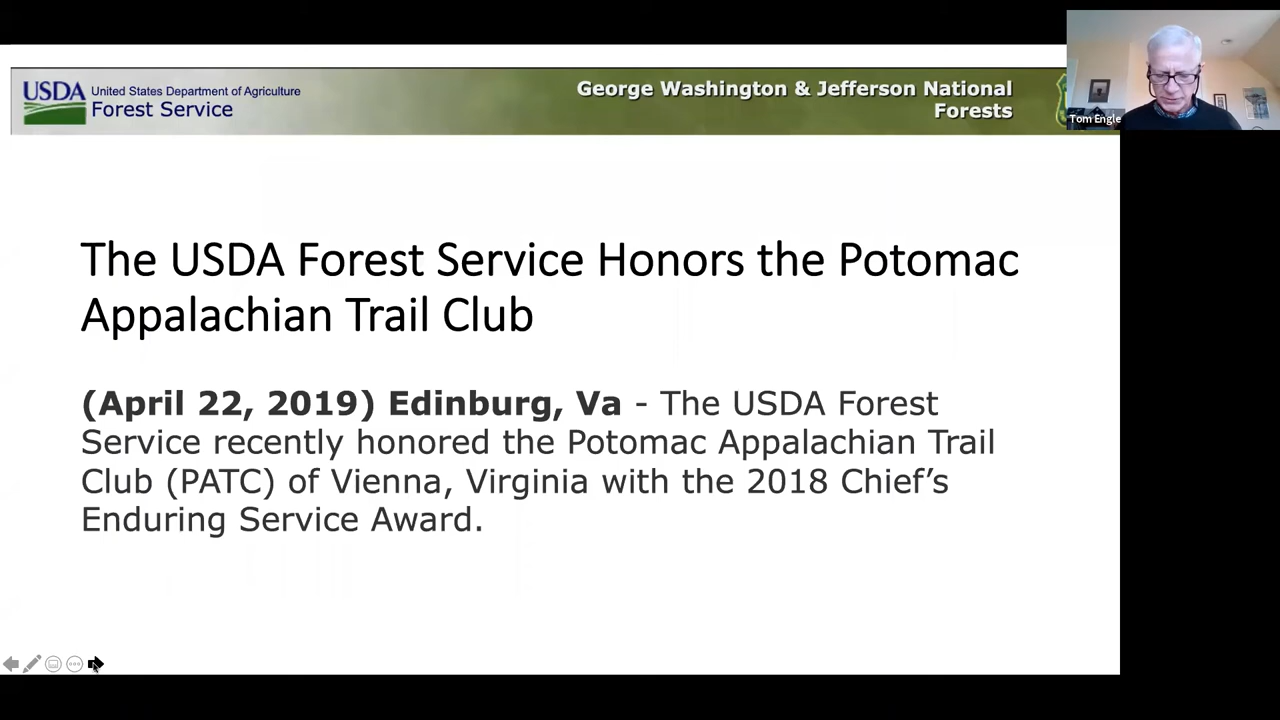 USDA
United States Department of Agriculture
Forest Service
George Washington & Jefferson National
Forests
Tom Engle
The USDA Forest Service Honors the Potomac
Appalachian Trail Club
(April 22, 2019) Edinburg, Va - The USDA Forest
Service recently honored the Potomac Appalachian Trail
Club (PATC) of Vienna, Virginia with the 2018 Chief’s
Enduring Service Award.